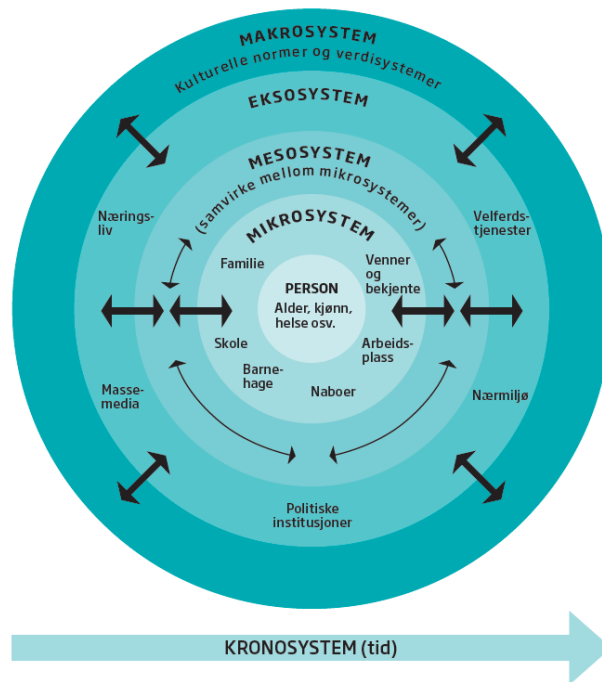 MAKROSYSTEM
Kulturelle normer og verdisystemer
EKSOSYSTEM
MESOSYSTEM
(samvirke mellom mikrosystemer)
MIKROSYSTEM
Nærings-
liv
Velferds-
tjenester
Familie
Venner
og
bekjente
PERSON
Alder, kjønn,
helse osv.
Skole
Arbeids-
plass
Barne-
hage
Naboer
Masse-
media
Nærmiljø
Politiske
institusjoner
KRONOSYSTEM (tid)